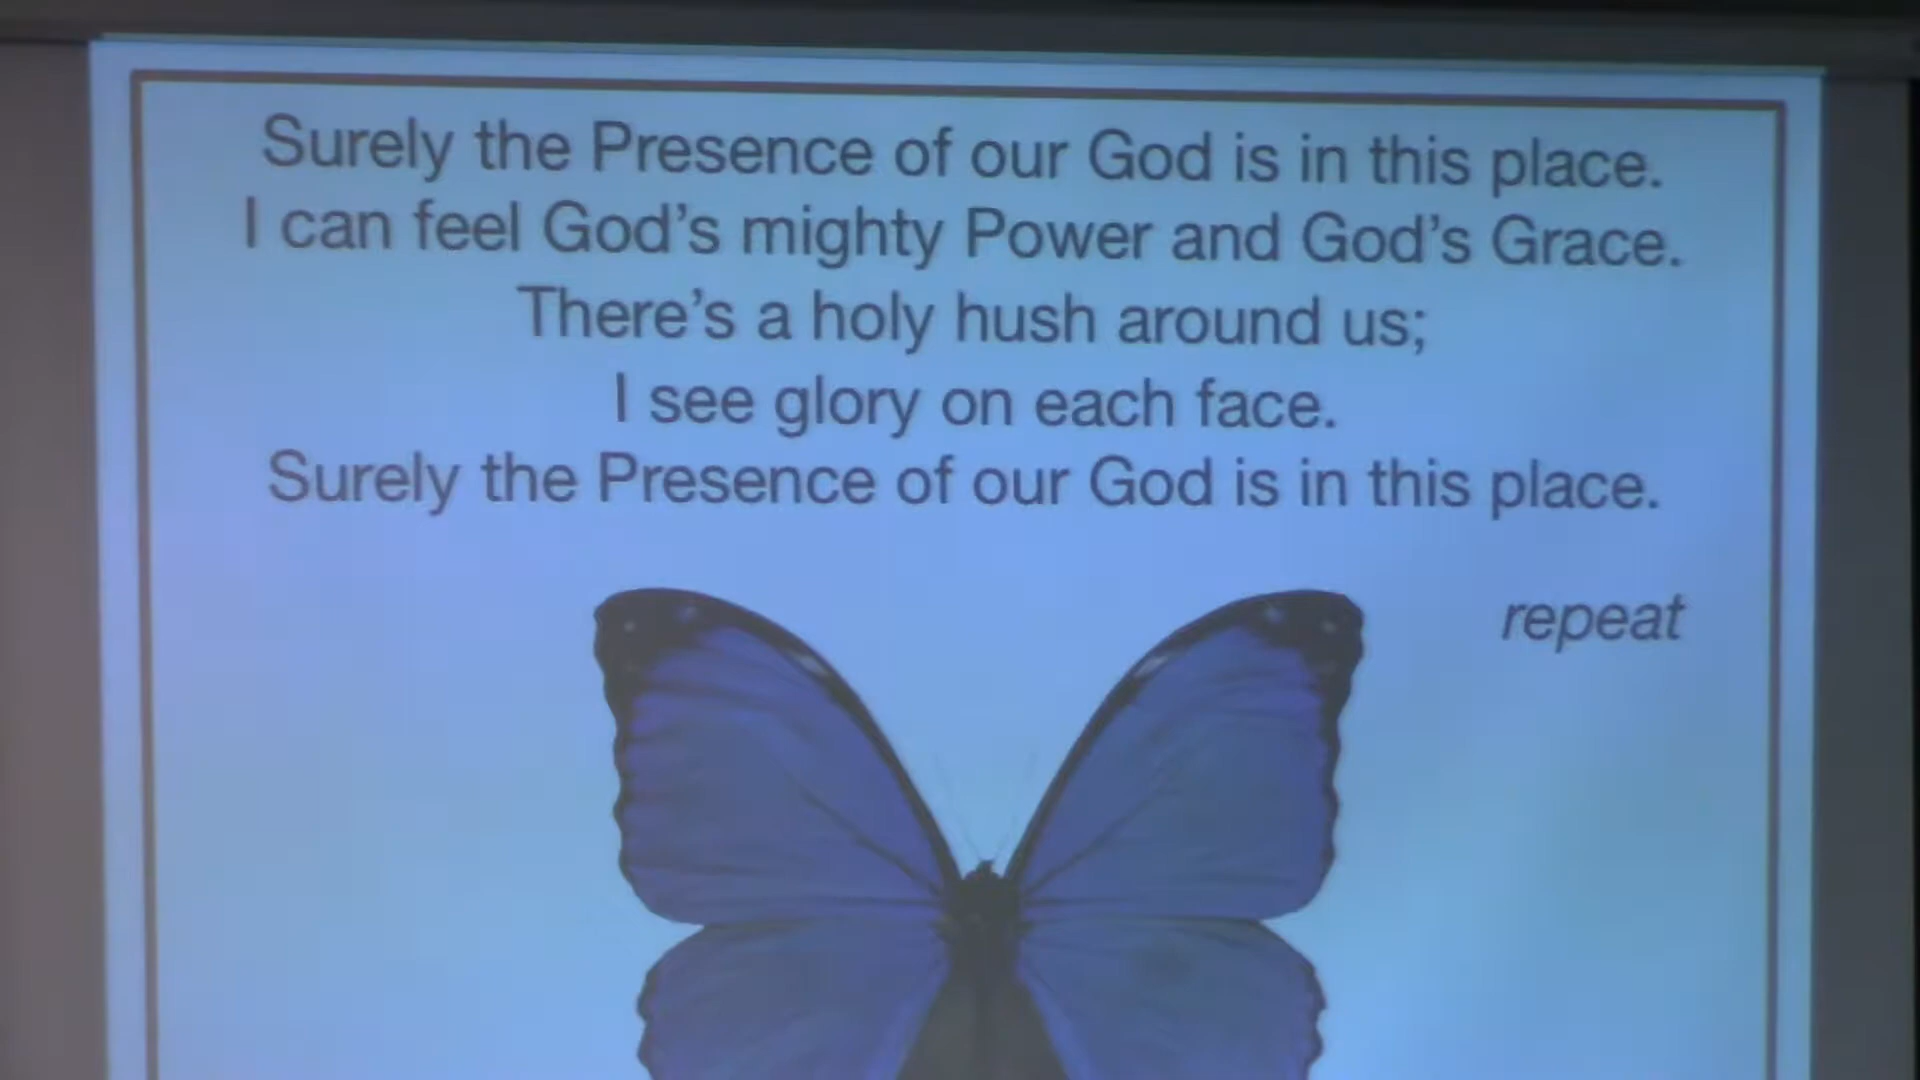 Surely the Presence of our God is in this place.
I can feel God's mighty Power and God's Grace.
There's a holy hush around us;
I see glory on each face.
Surely the Presence of our God is in this place.
repeat